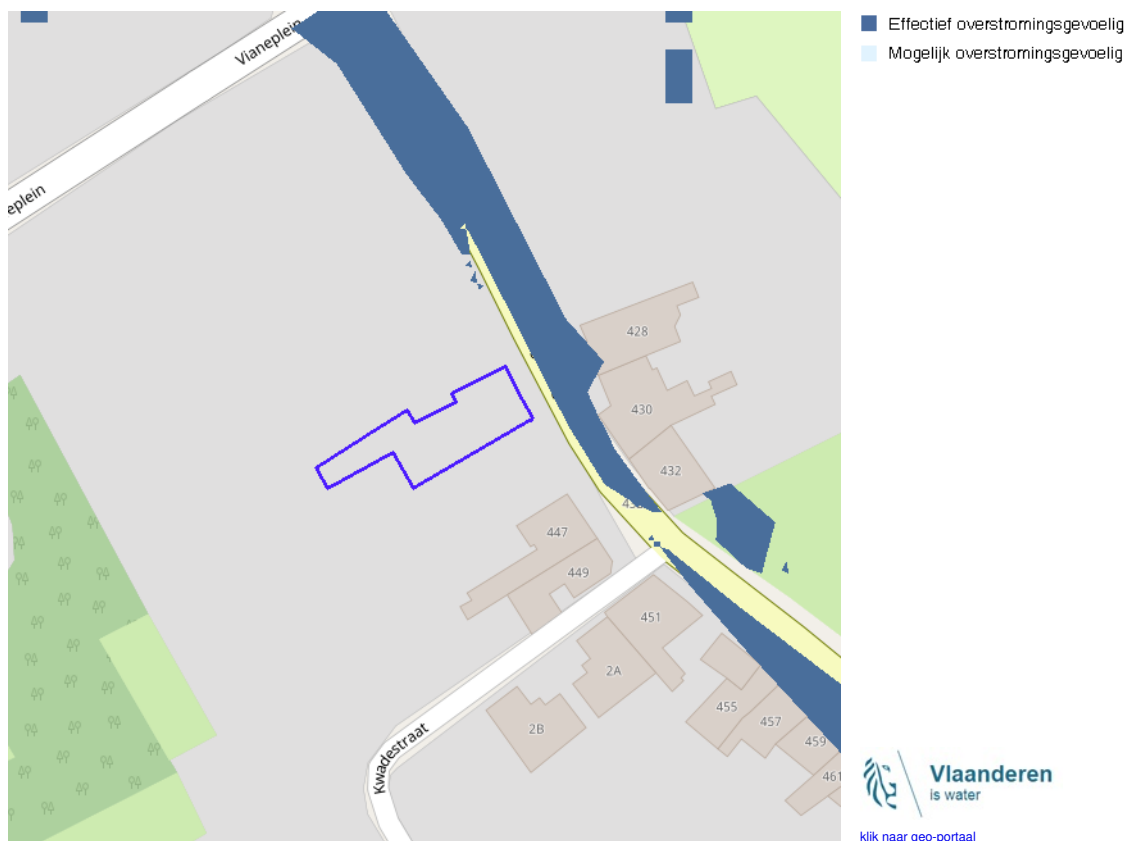 Effectief overstromingsgevoelig
Mogelijk overstromingsgevoelig
Vianeplein
eplein
428
430
432
447
449
451
2A
2B
455
457
459
461
Kwadestraat
Vlaanderen
is water
klik naar geo-portaal